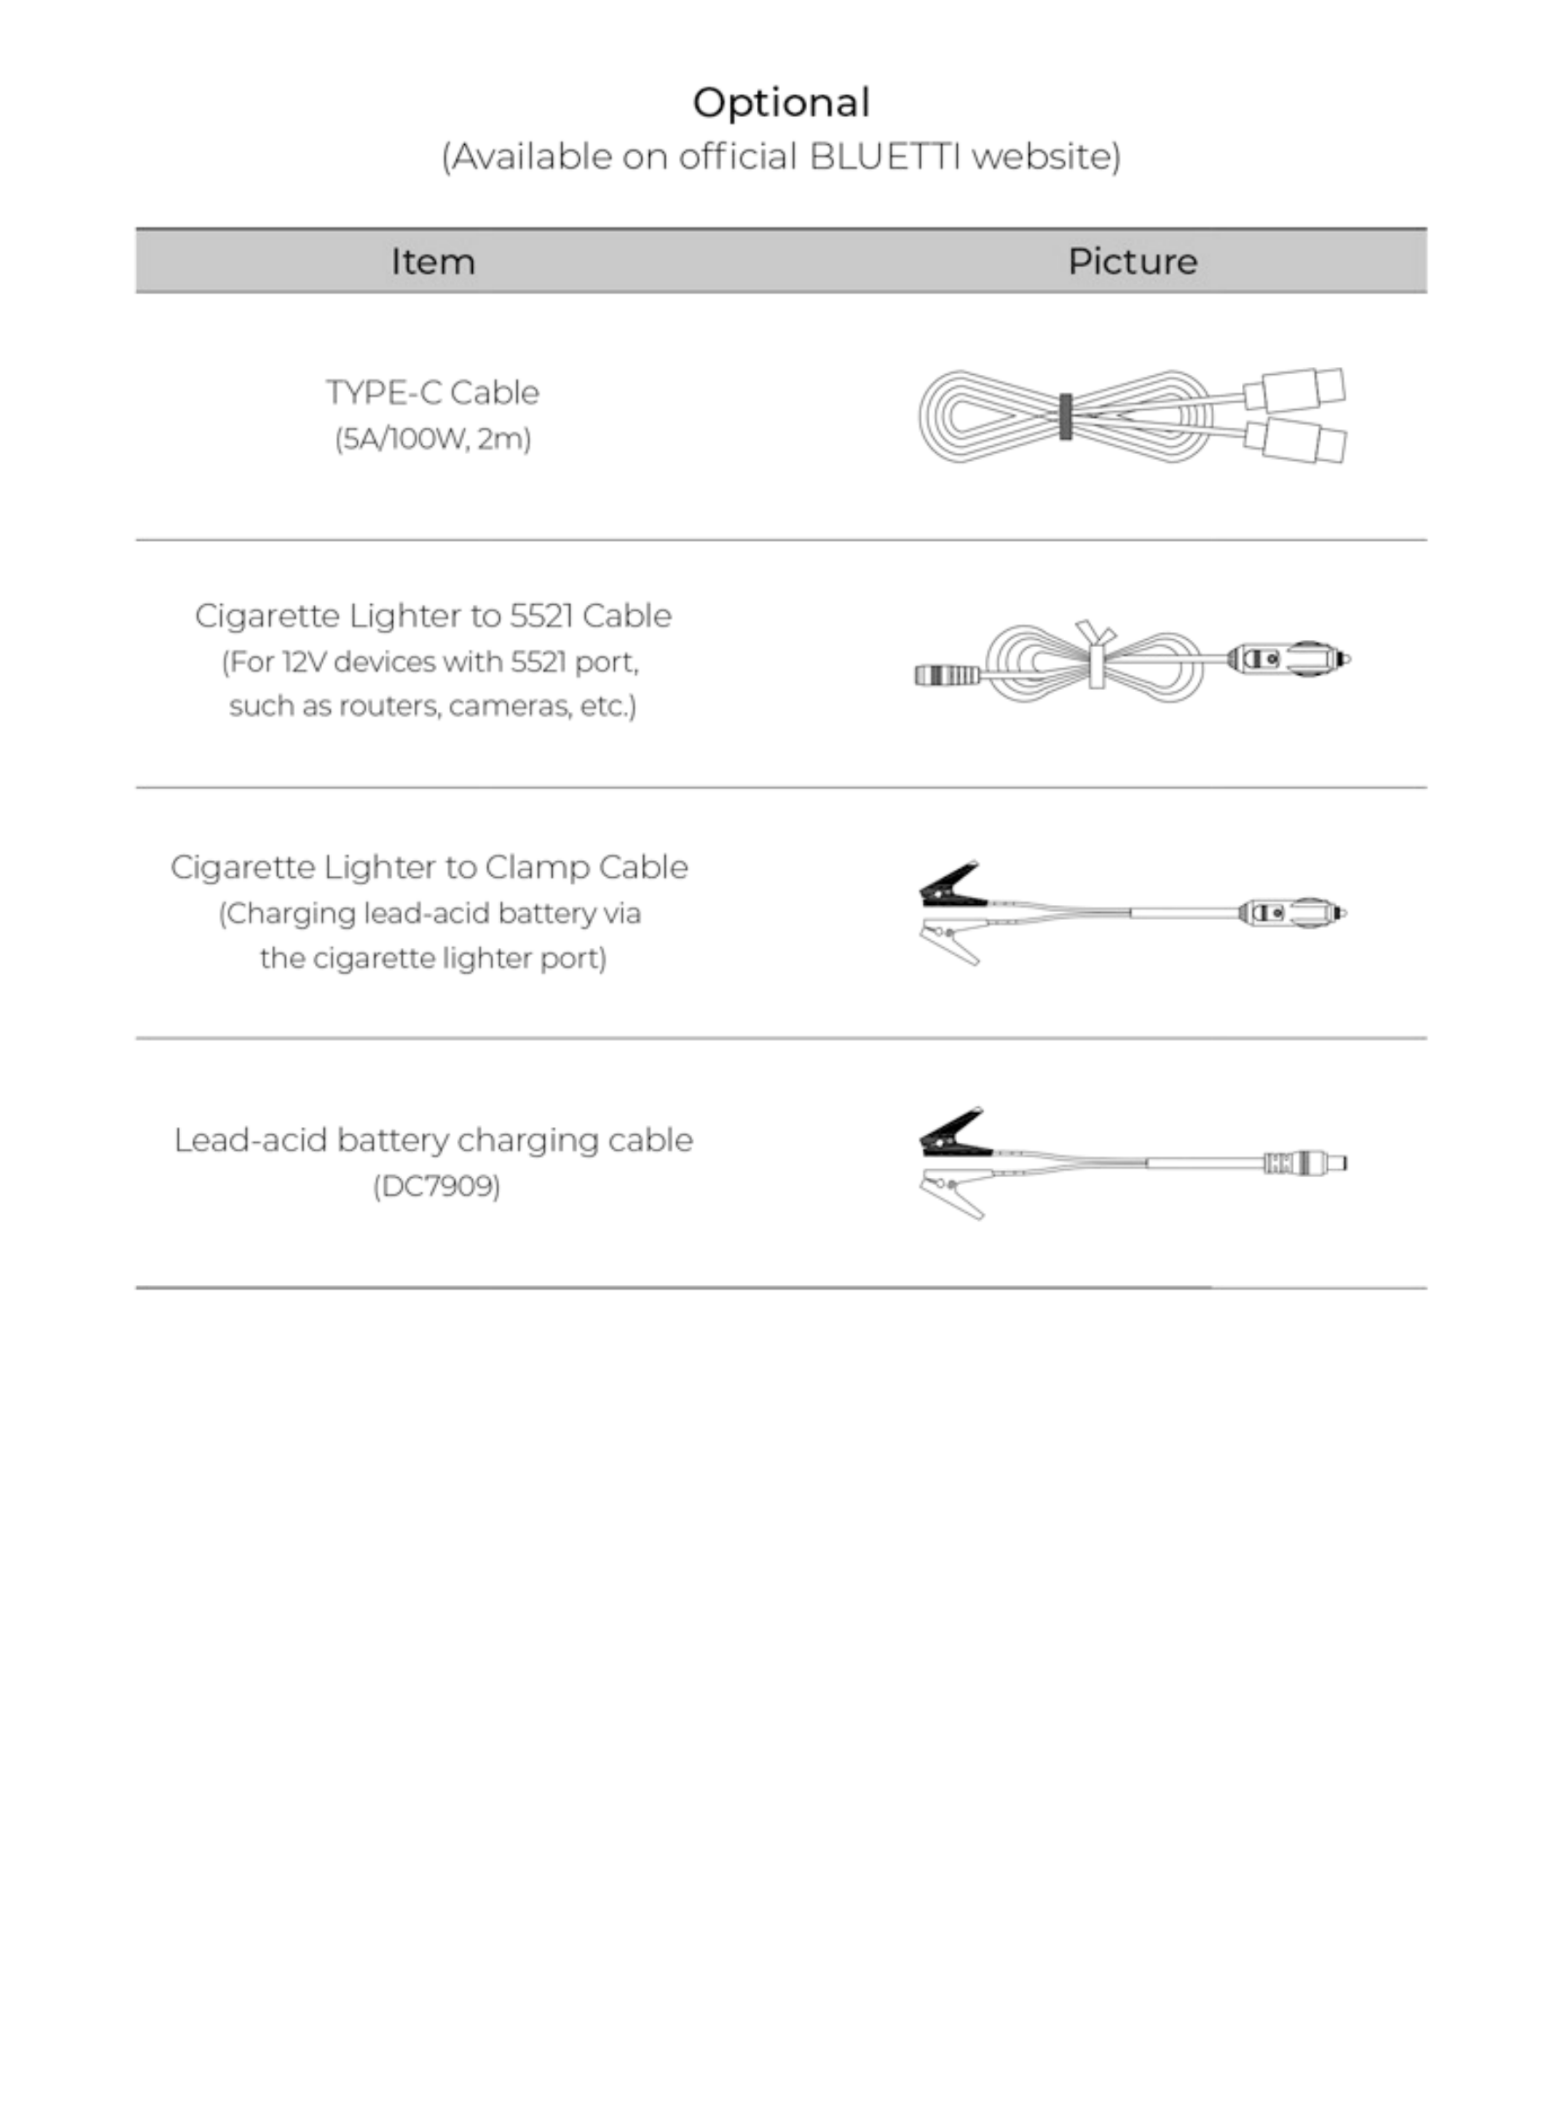 Optional
(Available on official BLUETTI website)
Item Picture
TYPE-C Cable
(5A/100W, 2m)
Cigarette Lighter to 5521 Cable
(For 12V devices with 5521 port,
such as routers, cameras, etc.)
Cigarette Lighter to Clamp Cable
(Charging lead-acid battery via
the cigarette lighter port)
Lead-acid battery charging cable
(DC7909)